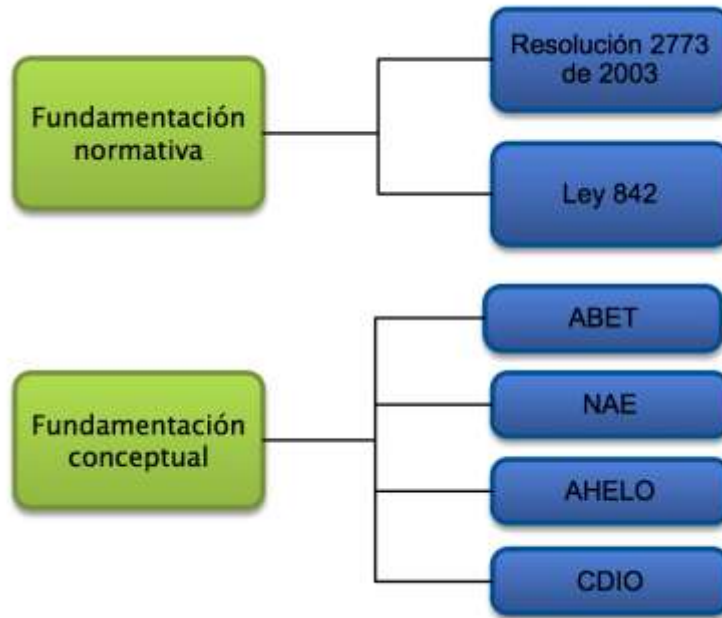 Fundamentación
normativa
Resolución 2773
de 2003
Ley 842
Fundamentación
conceptual
ABET
NAE
AHELO
CDIO